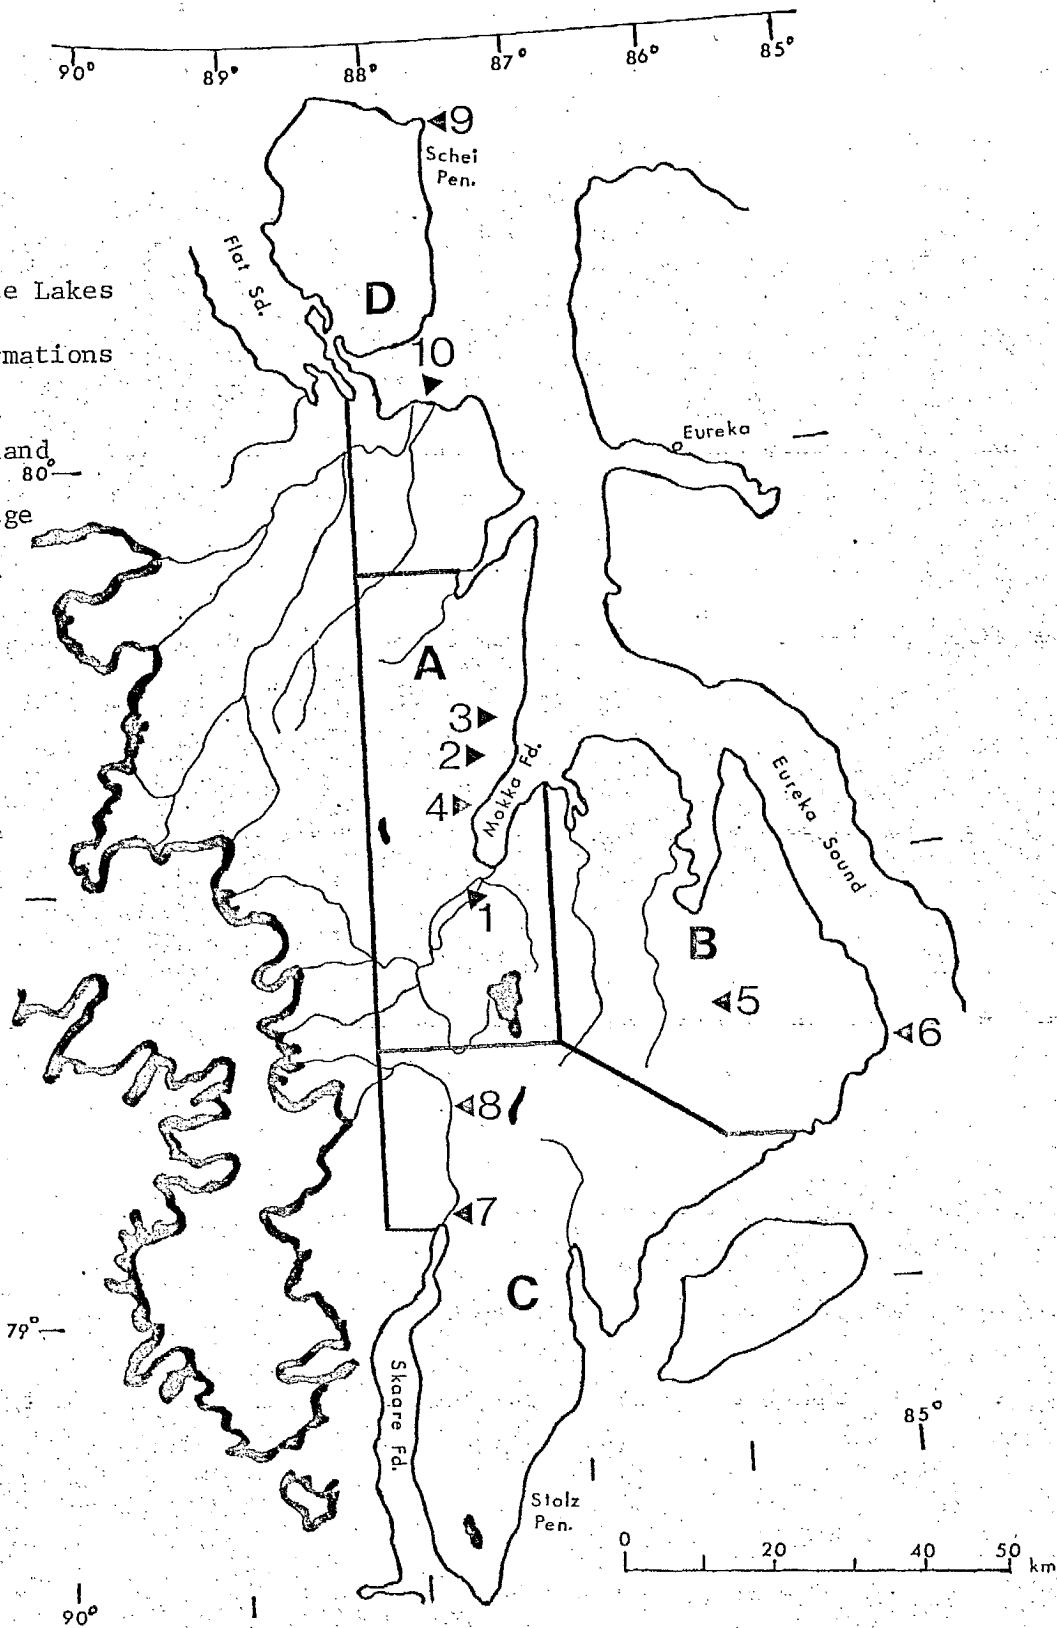 90° 89° 88° 87° 86° 85°
9
Schei
Pen.
Flat Sd.
e Lakes
D
rmations
10
Eureka
and
80°
ge
A
3
2
4
Mokka Fd.
Eureka Sound
1
B
5
6
8
7
C
79°
Skaare Fd.
85°
Stolz
Pen.
0 20 40 50 km
90°